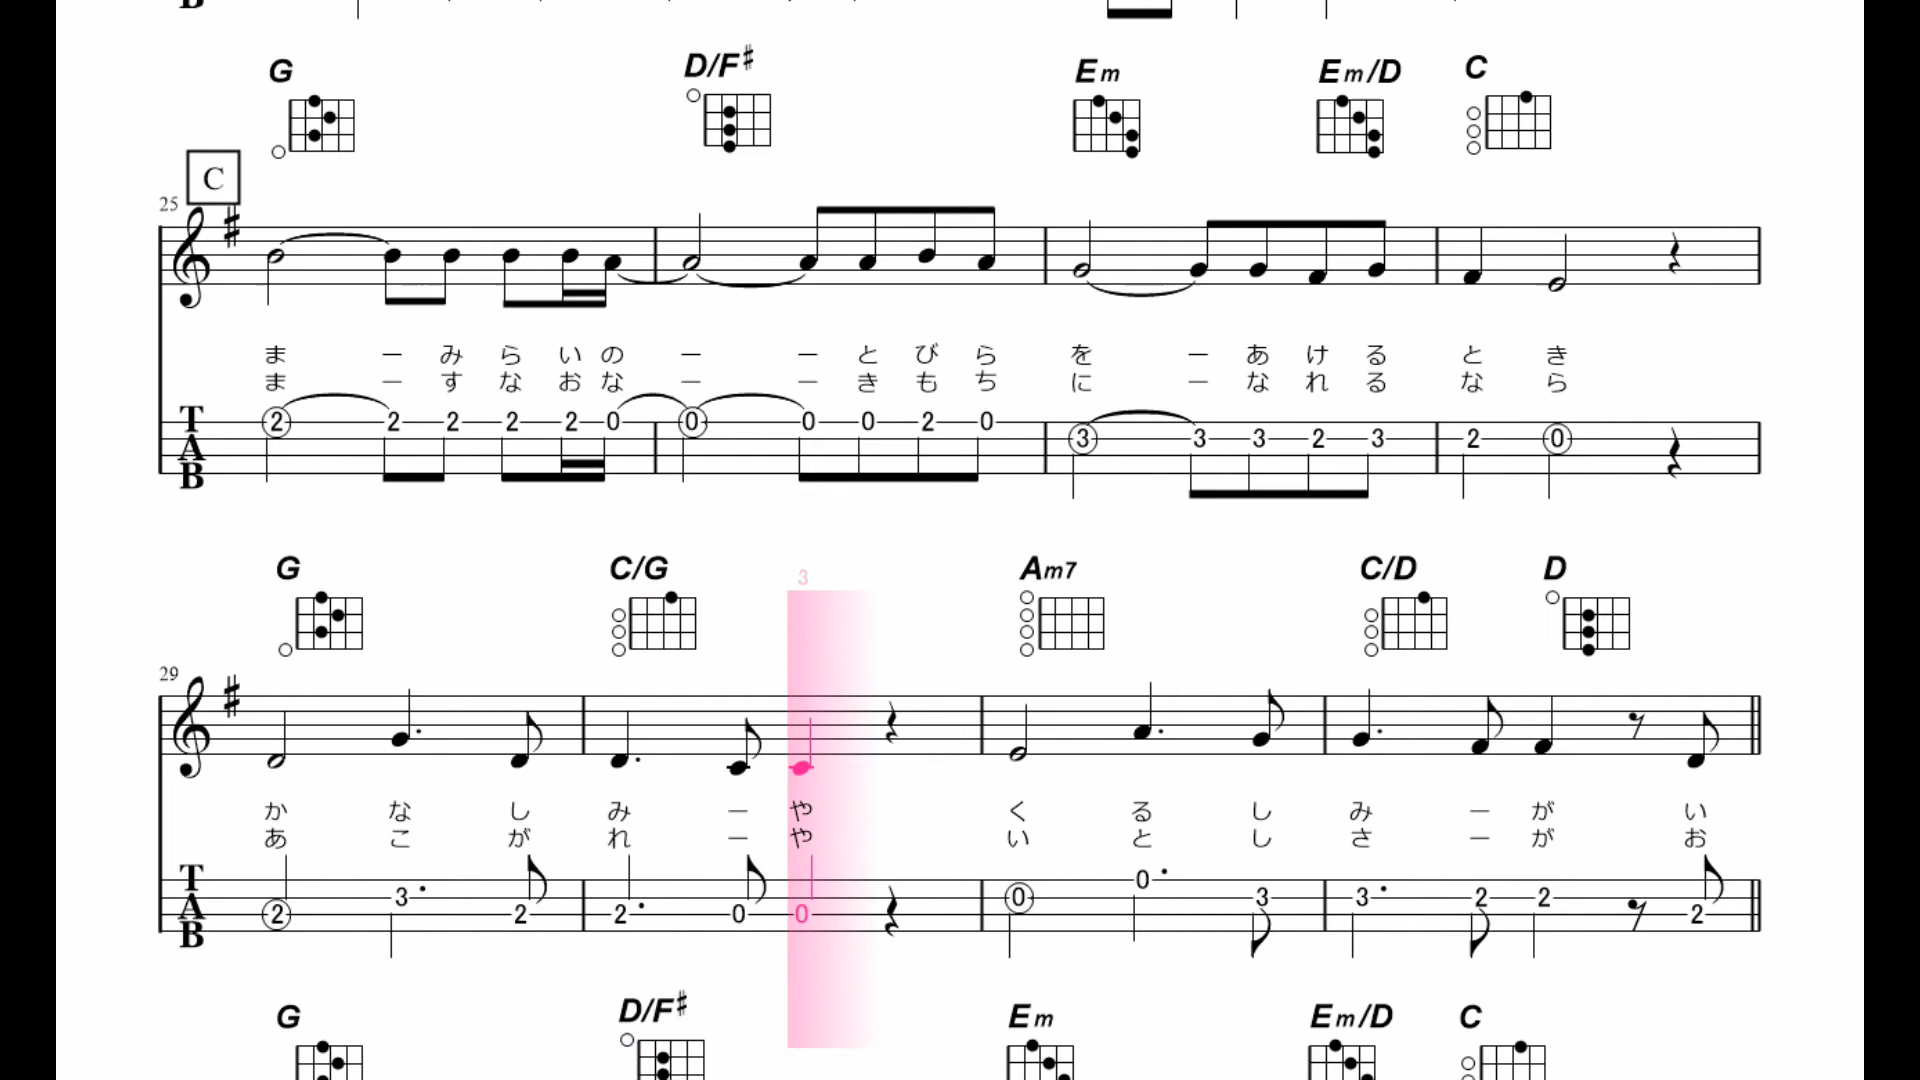 B
G D/F♯ Em Em/D C
C
25
ま ー み ら い の ー ー と び ら を ー あ け る と き
ま ー す な お な ー ー き も ち に ー な れ る な ら
T 2 2 2 2 2 0 0 0 0 2 0
A 3 3 3 2 3 2 0
B
G C/G 3 Am7 C/D D
29
か な し み ー や く る し み ー が い
あ こ が れ ー や い と し さ ー が お
T 0
A 3 0 3 3 2 2
B 2 2 2 0 0 2
G D/F♯ Em Em/D C